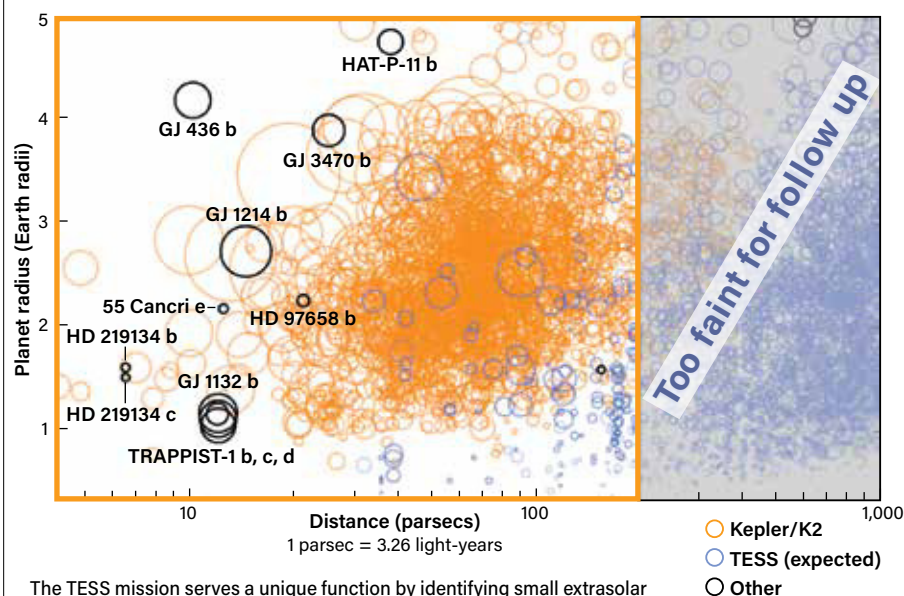 5
HAT-P-11 b
4
GJ 436 b
GJ 3470 b
3
GJ 1214 b
55 Cancri e
HD 97658 b
2
HD 219134 b
GJ 1132 b
HD 219134 c
1
TRAPPIST-1 b, c, d
Planet radius (Earth radii)
Too faint for follow up
10
100
1,000
Distance (parsecs)
1 parsec = 3.26 light-years
Kepler/K2
TESS (expected)
Other
The TESS mission serves a unique function by identifying small extrasolar